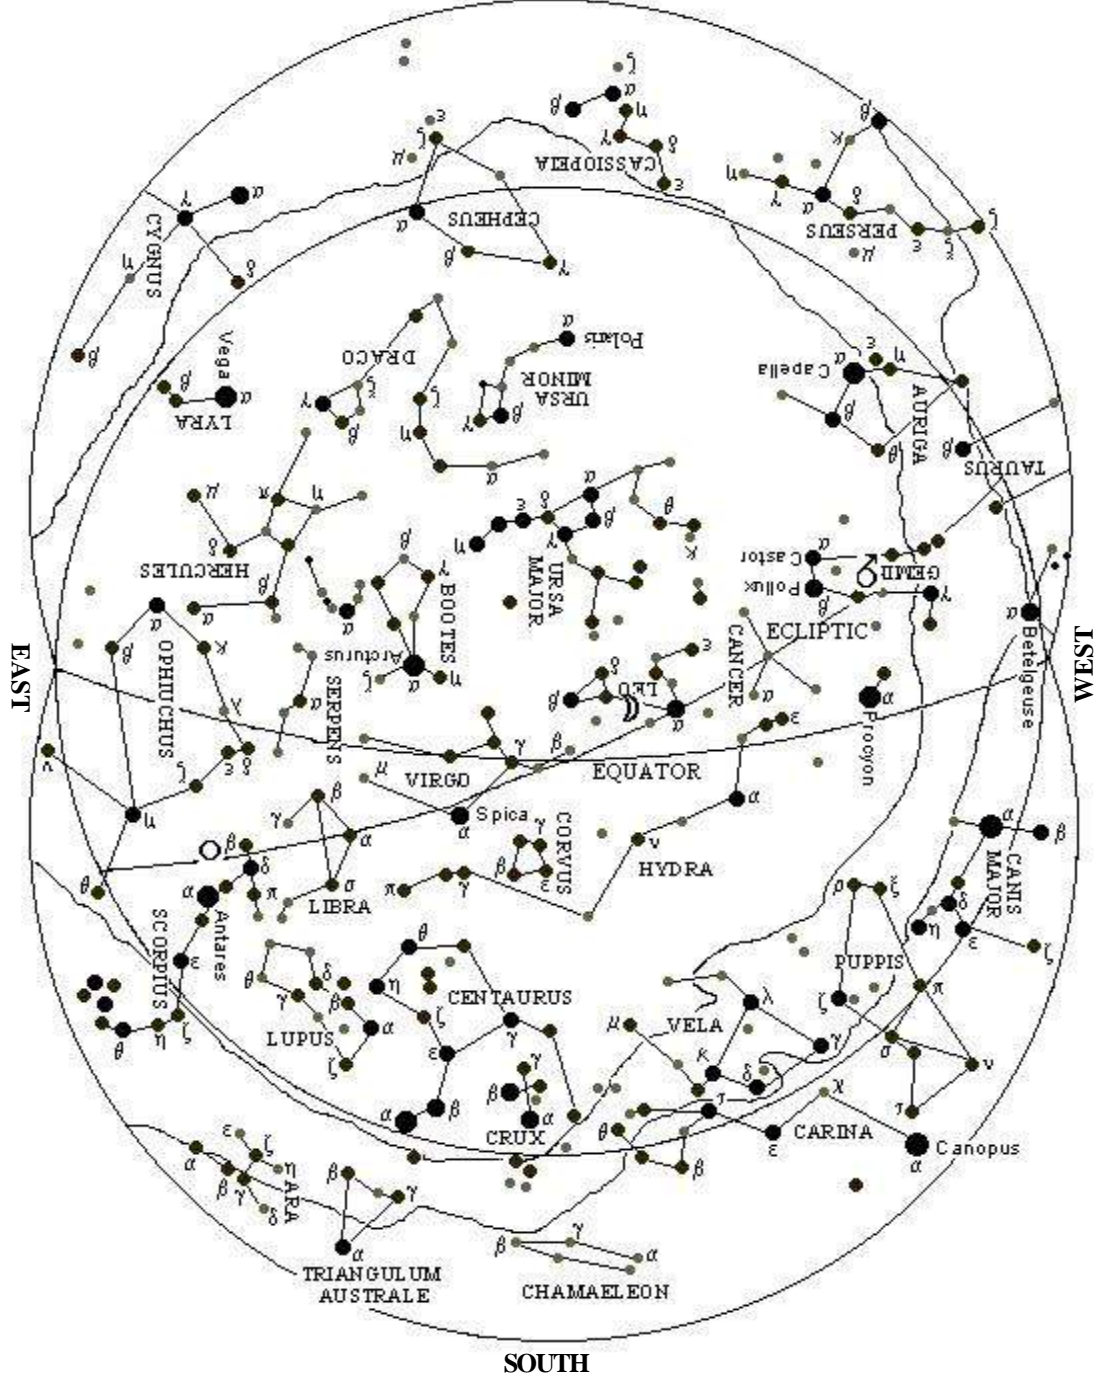 ζ
α
β
η
γ
δ
ε
CASSIOPEIA
ε
ζ
μ
α
β
γ
CEPHEUS
β
κ
η
γ
α
δ
ε
ξ
ζ
μ
PERSEUS
γ
α
η
δ
β
CYGNUS
Vega
β
α
LYRA
DRACO
ξ
γ
β
ζ
η
α
α
Polaris
URSA
MINOR
γ
β
ε
η
α
Capella
β
θ
AURIGA
β
TAURUS
μ
π
η
δ
β
α
HERCULES
α
β
γ
BOOTES
Arcturus
ζ
α
η
α
β
γ
δ
ε
η
θ
κ
URSA
MAJOR
α
Castor
Pollux
β
γ
GEMII
ECLIPTIC
α
Betelgeuse
EAST
WEST
α
β
κ
λ
ε
δ
ζ
η
ν
θ
OPHIUCHUS
α
SERPENS
ε
δ
β
LEO
α
CANCER
α
α
Procyon
μ
VIRGO
γ
β
EQUATOR
Spica
α
ε
α
ν
HYDRA
π
γ
γ
β
ε
CORVUS
β
γ
α
σ
LIBRA
β
δ
π
α
Antares
ε
SCORPIUS
θ
η
ζ
α
β
CANIS
MAJOR
δ
η
ε
ζ
ρ
ξ
PUPPIS
ζ
π
σ
ν
τ
θ
δ
γ
β
α
ζ
LUPUS
θ
η
CENTAURUS
ζ
ε
γ
α
β
γ
β
α
CRUX
μ
VELA
λ
κ
δ
γ
τ
χ
θ
β
ε
CARINA
α
Canopus
ε
ζ
α
β
γ
η
δ
ARA
β
γ
α
TRIANGULUM
AUSTRALE
β
γ
α
CHAMAELEON
SOUTH